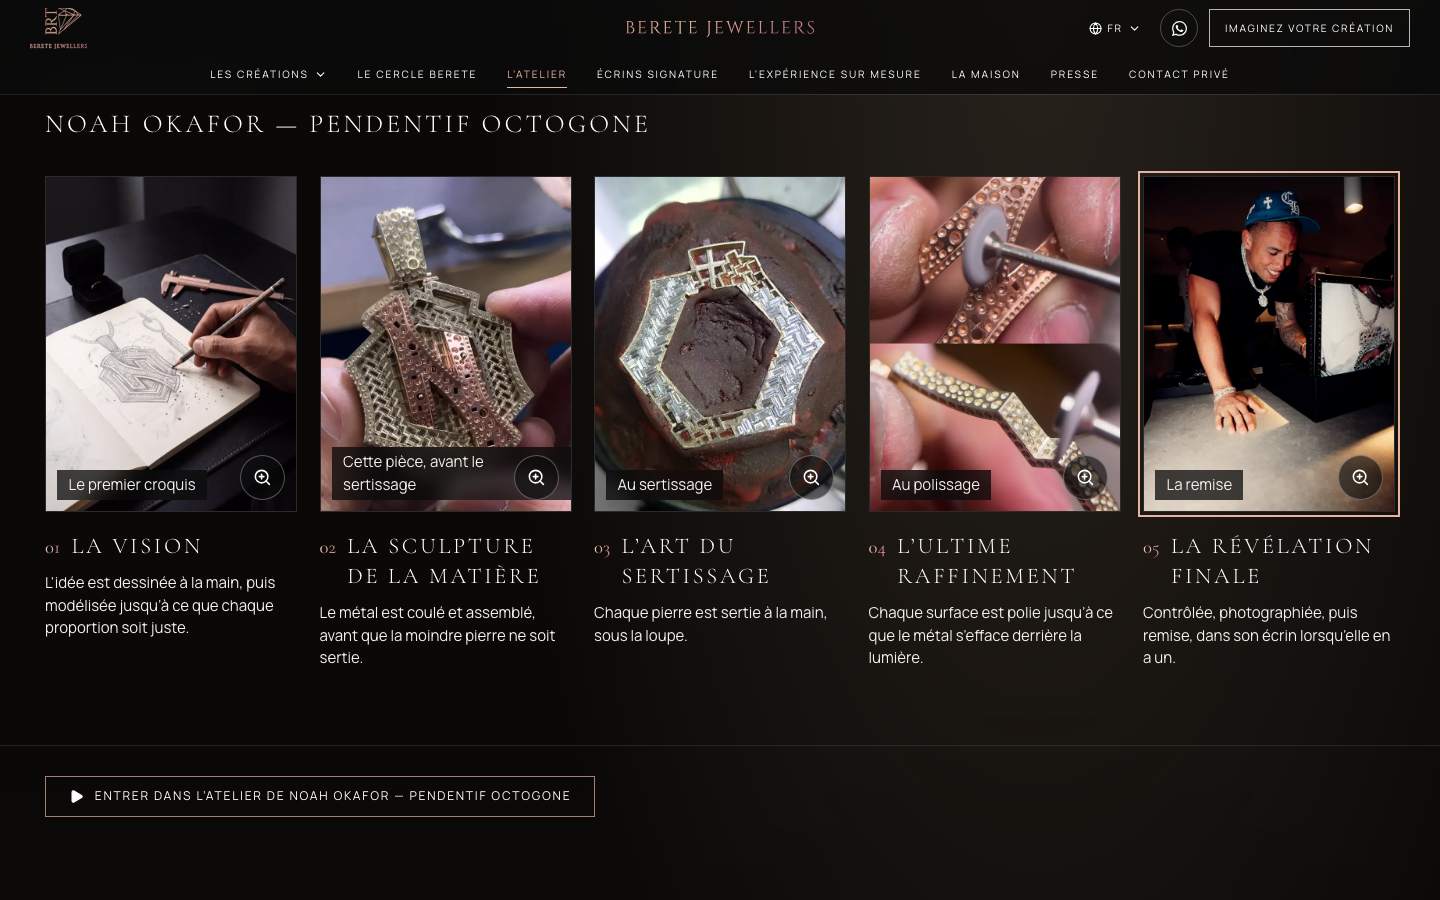 BRT
BERETE JEWELLERS
BERETE JEWELLERS
FR
IMAGINEZ VOTRE CRÉATION
LES CRÉATIONS
LE CERCLE BERETE
L'ATELIER
ÉCRINS SIGNATURE
L'EXPÉRIENCE SUR MESURE
LA MAISON
PRESSE
CONTACT PRIVÉ
NOAH OKAFOR — PENDENTIF OCTOGONE
Le premier croquis
Cette pièce, avant le
sertissage
Au sertissage
Au polissage
La remise
01 LA VISION
L'idée est dessinée à la main, puis
modélisée jusqu'à ce que chaque
proportion soit juste.
02 LA SCULPTURE
DE LA MATIÈRE
Le métal est coulé et assemblé,
avant que la moindre pierre ne soit
sertie.
03 L'ART DU
SERTISSAGE
Chaque pierre est sertie à la main,
sous la loupe.
04 L'ULTIME
RAFFINEMENT
Chaque surface est polie jusqu'à ce
que le métal s'efface derrière la
lumière.
05 LA RÉVÉLATION
FINALE
Contrôlée, photographiée, puis
remise, dans son écrin lorsqu'elle en
a un.
ENTRER DANS L'ATELIER DE NOAH OKAFOR — PENDENTIF OCTOGONE